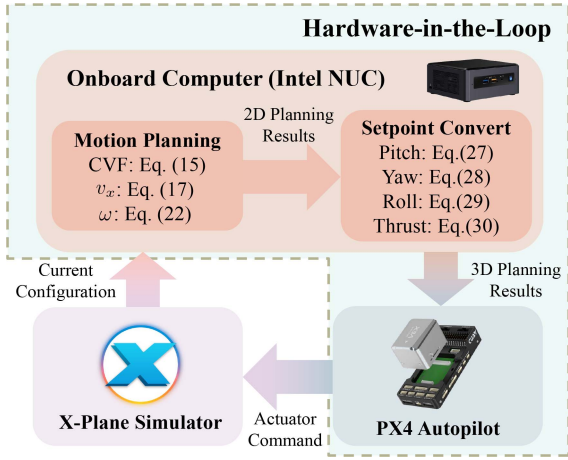 Hardware-in-the-Loop
Onboard Computer (Intel NUC)
Motion Planning
CVF: Eq. (15)
vₓ: Eq. (17)
ω: Eq. (22)
2D Planning
Results
Setpoint Convert
Pitch: Eq.(27)
Yaw: Eq.(28)
Roll: Eq.(29)
Thrust: Eq.(30)
Current
Configuration
3D Planning
Results
X
X-Plane Simulator
Actuator
Command
PX4 Autopilot